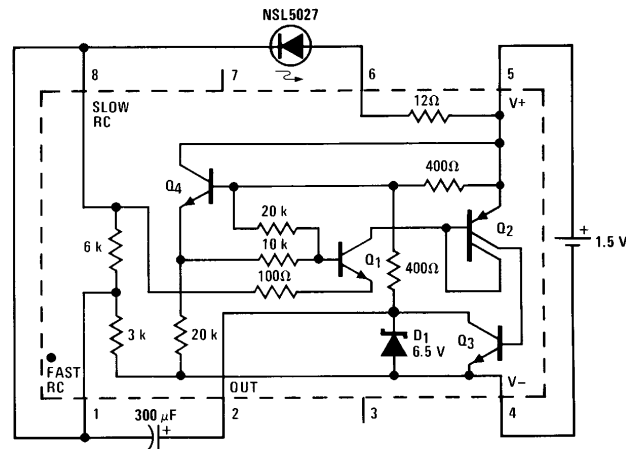 NSL5027
8
7
6
5
SLOW
RC
12Ω
V+
Q4
400Ω
Q2
20 k
6 k
10 k
Q1
400Ω
+
1.5 V
100Ω
3 k
20 k
D1
6.5 V
Q3
FAST
RC
OUT
V−
1
300 μF
+
2
3
4